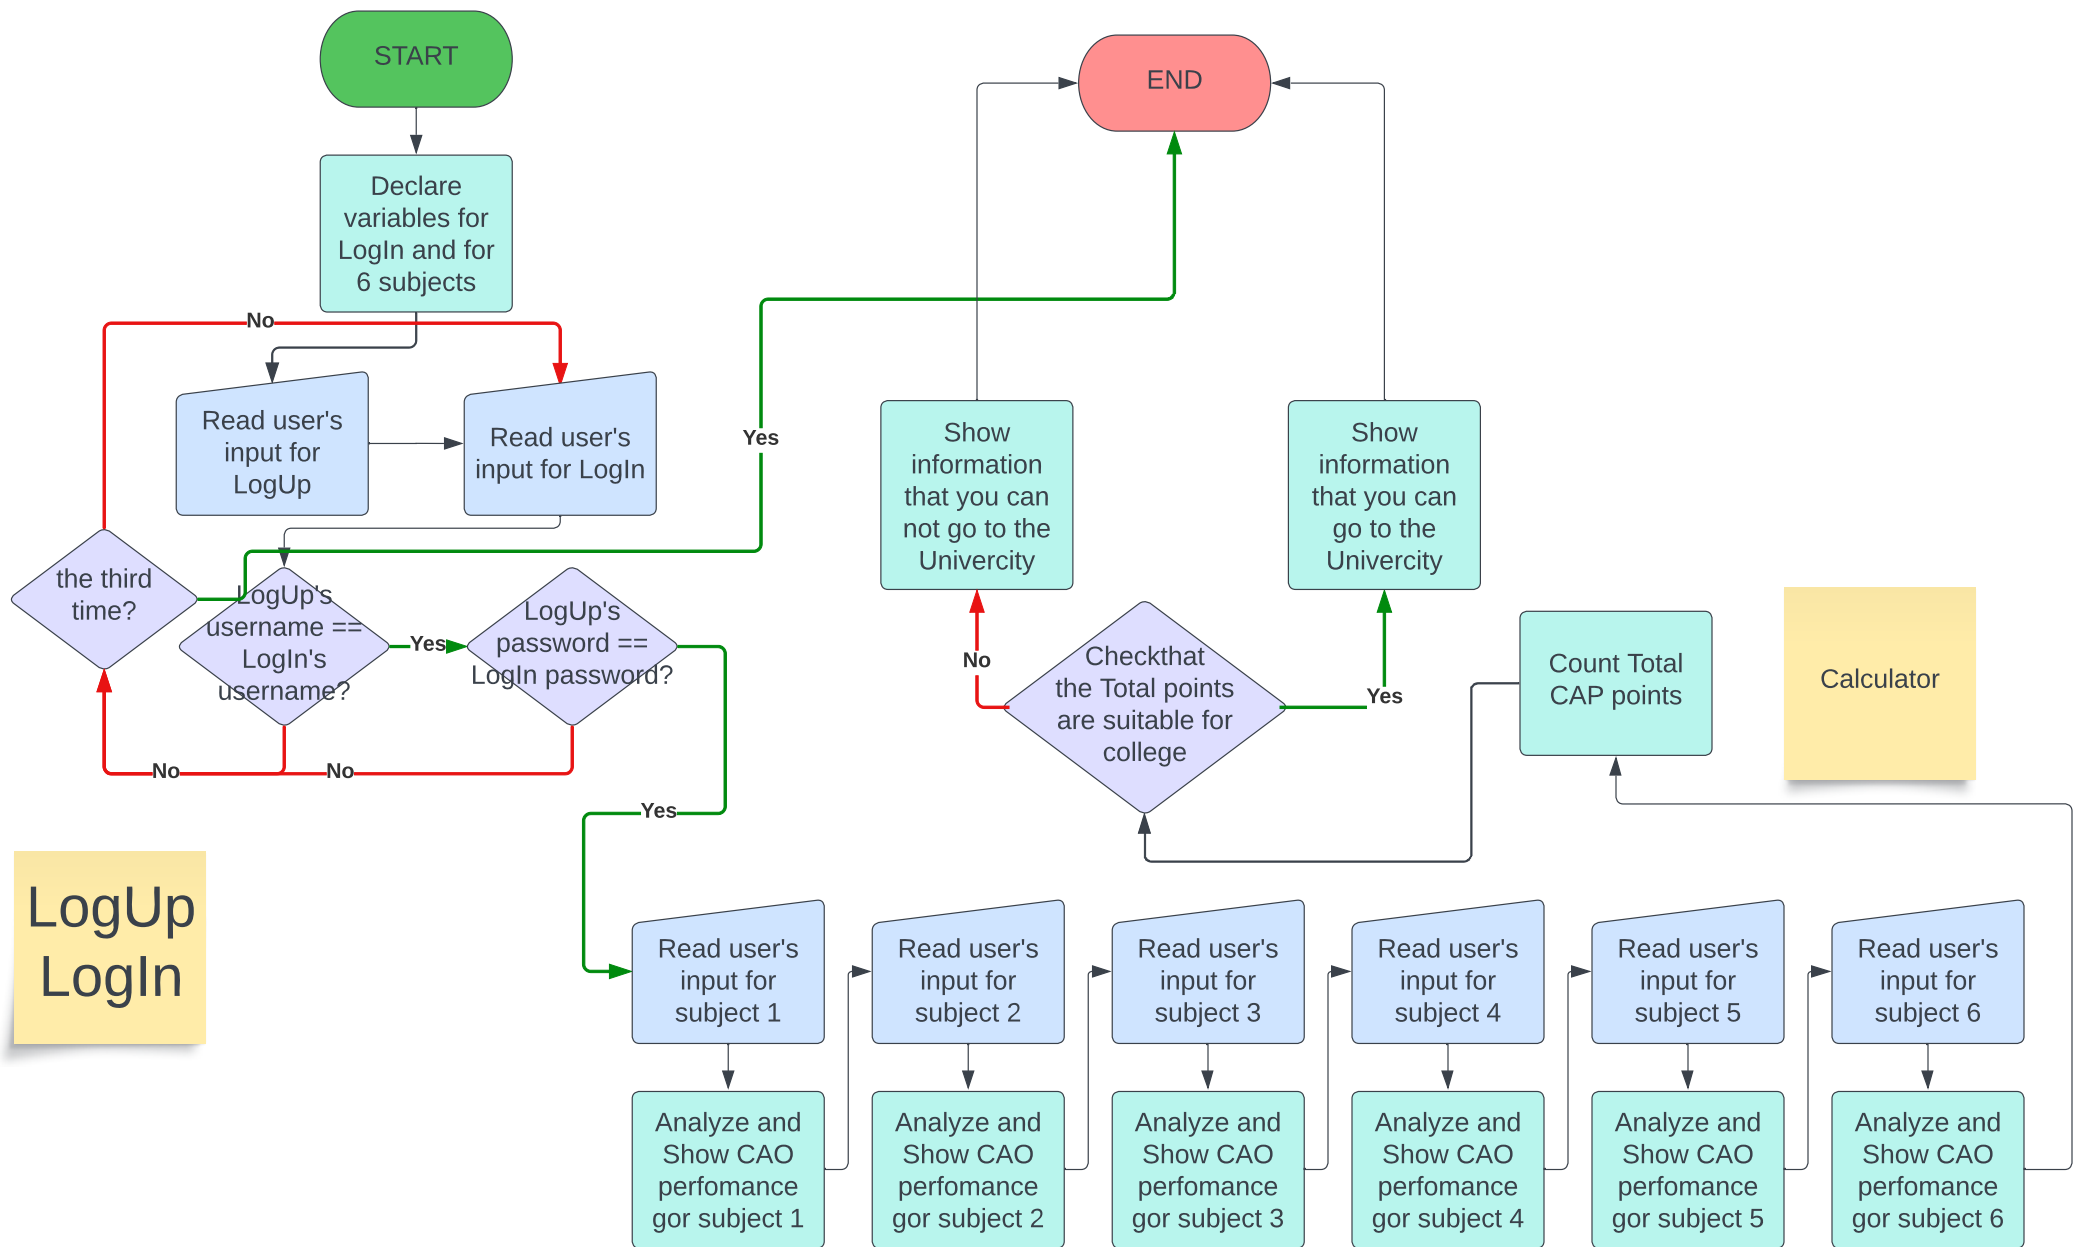 START
END
Declare
variables for
LogIn and for
6 subjects
No
Read user's
input for
LogUp
Read user's
input for LogIn
Yes
Show
information
that you can
not go to the
Univercity
Show
information
that you can
go to the
Univercity
the third
time?
LogUp's
username ==
LogIn's
username?
Yes
LogUp's
password ==
LogIn password?
No
Checkthat
the Total points
are suitable for
college
Yes
Count Total
CAP points
Calculator
No
No
Yes
LogUp
LogIn
Read user's
input for
subject 1
Read user's
input for
subject 2
Read user's
input for
subject 3
Read user's
input for
subject 4
Read user's
input for
subject 5
Read user's
input for
subject 6
Analyze and
Show CAO
perfomance
gor subject 1
Analyze and
Show CAO
perfomance
gor subject 2
Analyze and
Show CAO
perfomance
gor subject 3
Analyze and
Show CAO
perfomance
gor subject 4
Analyze and
Show CAO
perfomance
gor subject 5
Analyze and
Show CAO
perfomance
gor subject 6